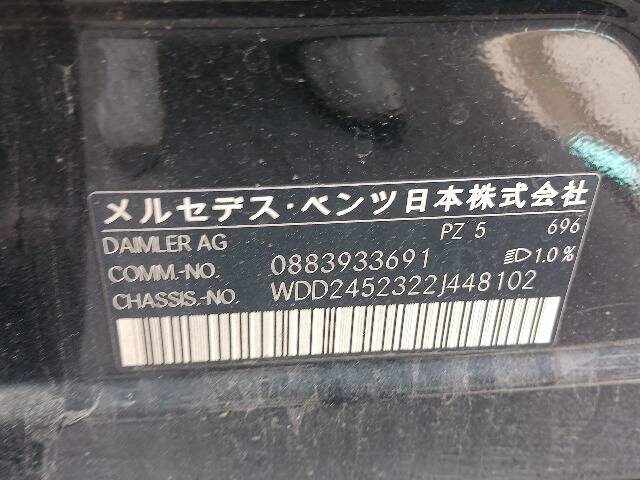 メルセデス・ベンツ日本株式会社
DAIMLER AG PZ 5 696
COMM.-NO. 0883933691 1.0%
CHASSIS.-NO. WDD2452322J448102